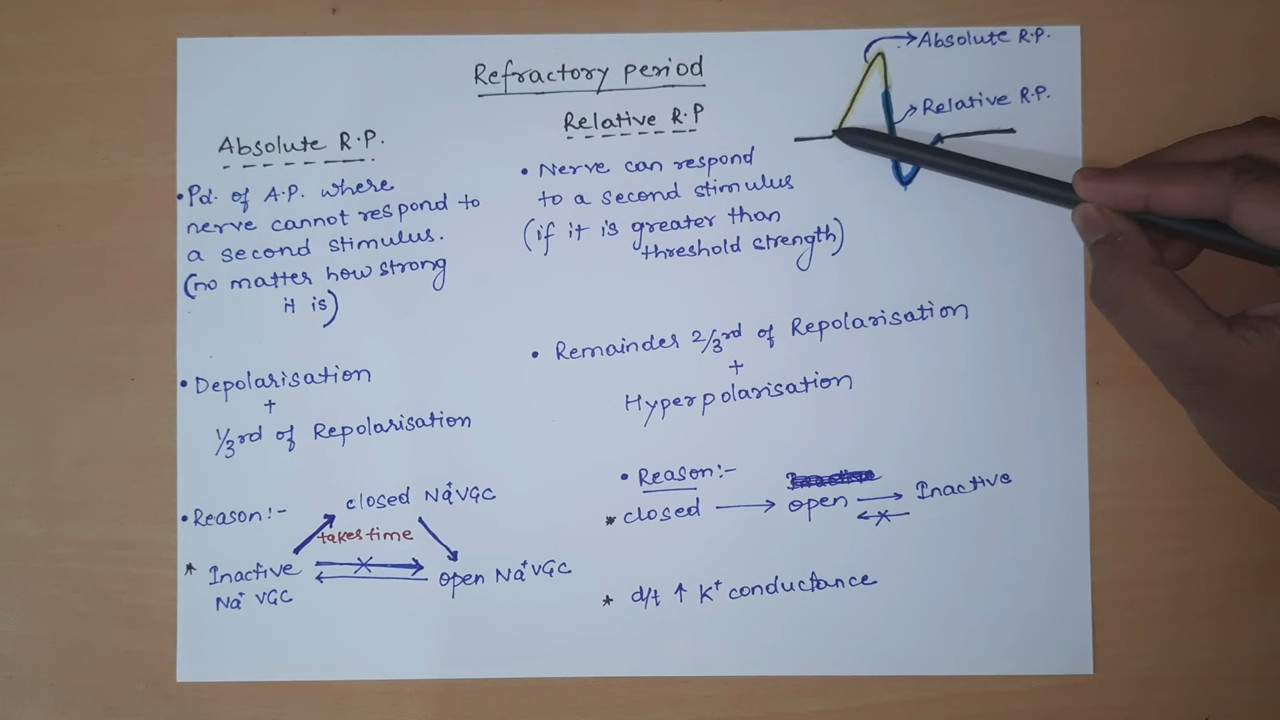 Refractory period
Absolute R.P.
• Pd. of A.P. where
nerve cannot respond to
a second stimulus.
(no matter how strong
it is)
• Depolarisation
+
1/3rd of Repolarisation
• Reason:-
closed Na+VGC
takes time
* Inactive
Na+ VGC
open Na+VGC
Relative R.P
• Nerve can respond
to a second stimulus
(if it is greater than
threshold strength)
• Remainder 2/3rd of Repolarisation
+
Hyperpolarisation
• Reason:-
* closed → open → Inactive
* d/t ↑ K+ conductance
→ Absolute R.P.
→ Relative R.P.